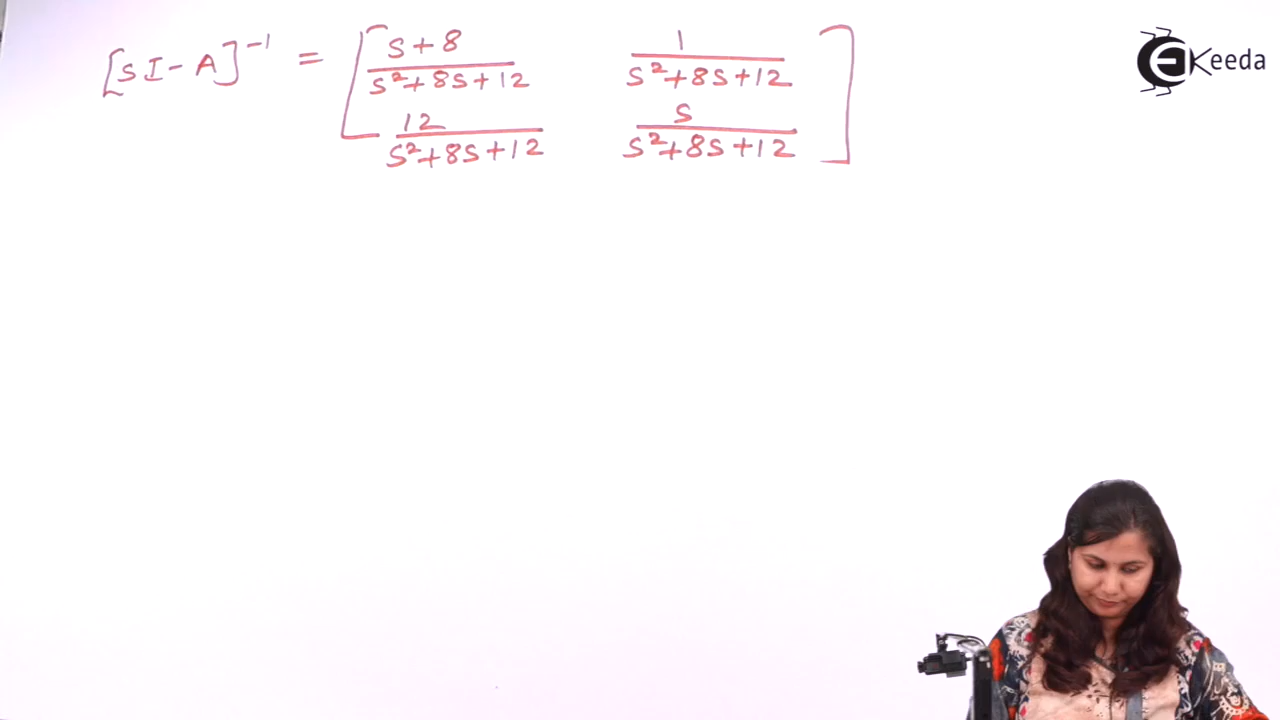 [SI-A]⁻¹ = [ S+8 / S²+8S+12   1 / S²+8S+12
12 / S²+8S+12   S / S²+8S+12 ]
EKeeda